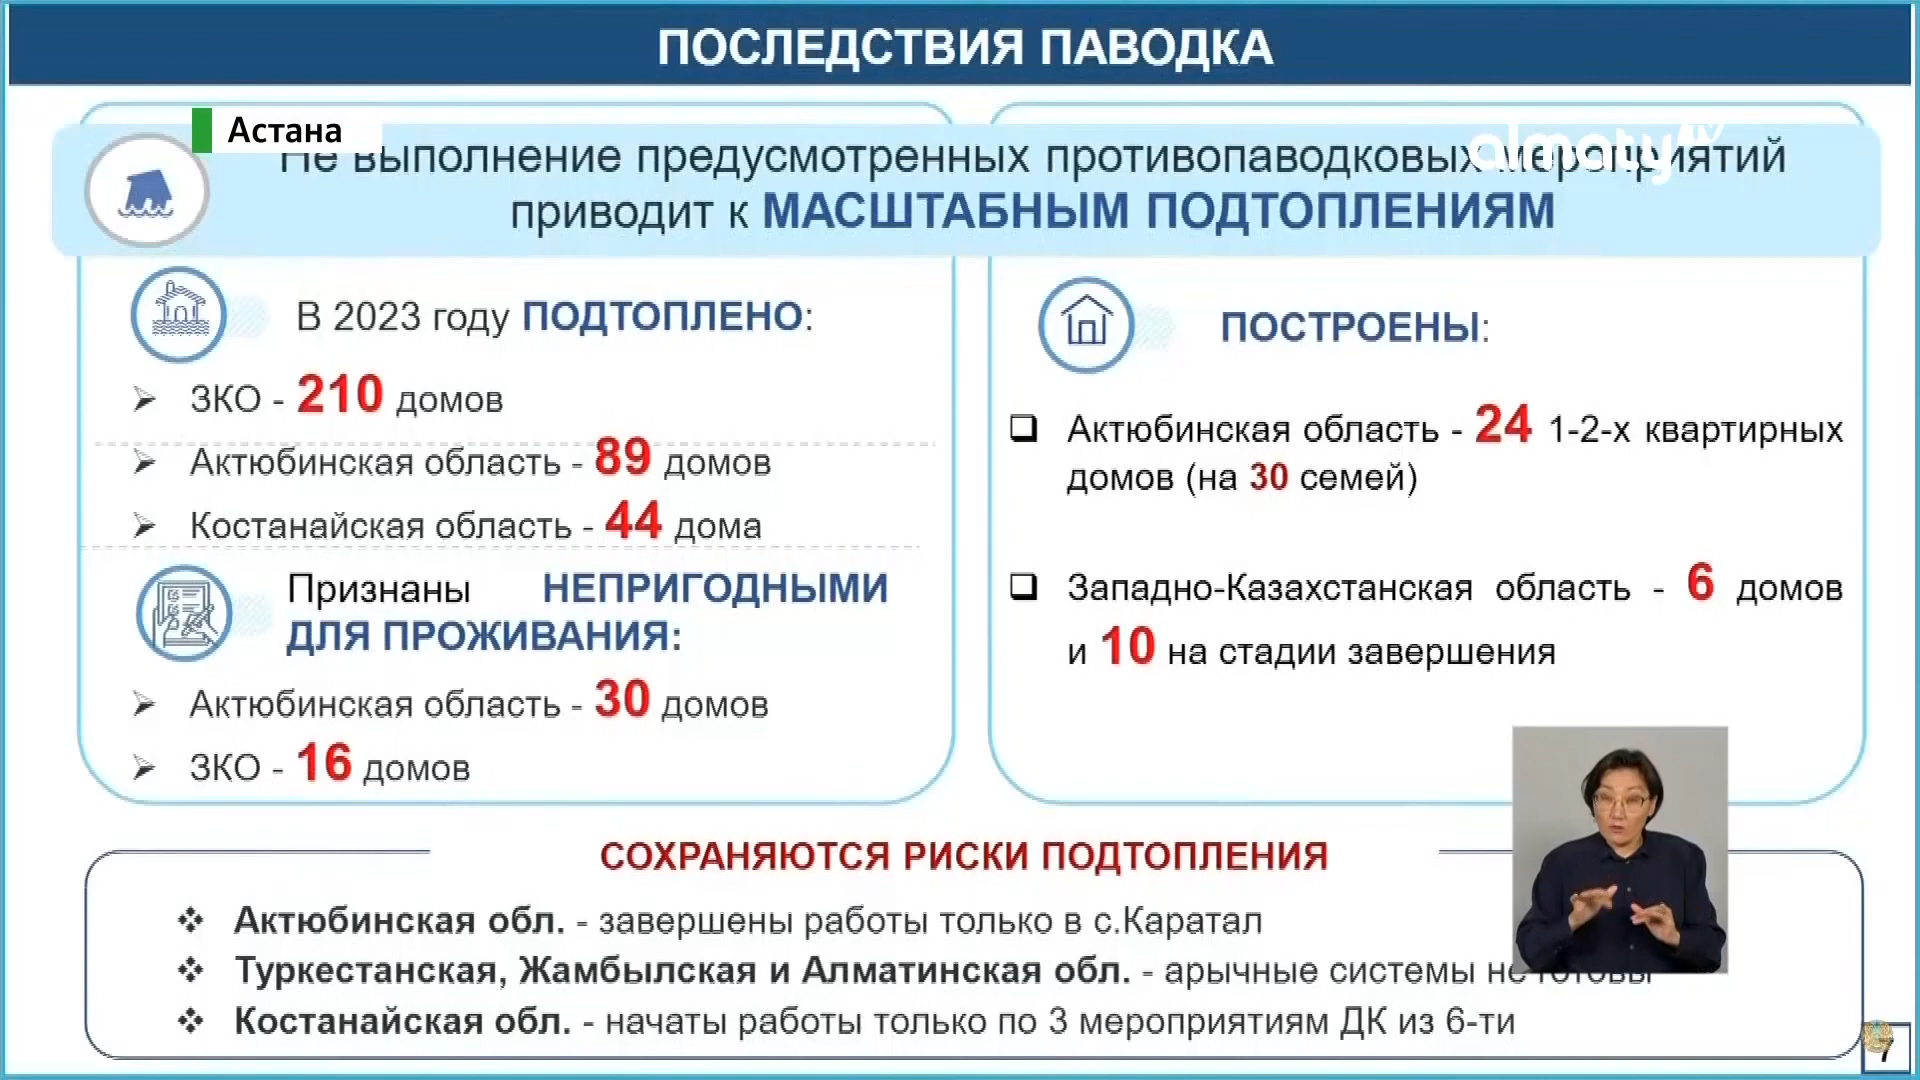 ПОСЛЕДСТВИЯ ПАВОДКА
Астана
almaty tv
Не выполнение предусмотренных противопаводковых мероприятий
приводит к МАСШТАБНЫМ ПОДТОПЛЕНИЯМ
В 2023 году ПОДТОПЛЕНО:
ЗКО - 210 домов
Актюбинская область - 89 домов
Костанайская область - 44 дома
Признаны НЕПРИГОДНЫМИ
ДЛЯ ПРОЖИВАНИЯ:
Актюбинская область - 30 домов
ЗКО - 16 домов
ПОСТРОЕНЫ:
Актюбинская область - 24 1-2-х квартирных
домов (на 30 семей)
Западно-Казахстанская область - 6 домов
и 10 на стадии завершения
СОХРАНЯЮТСЯ РИСКИ ПОДТОПЛЕНИЯ
Актюбинская обл. - завершены работы только в с.Каратал
Туркестанская, Жамбылская и Алматинская обл. - арычные системы не готовы
Костанайская обл. - начаты работы только по 3 мероприятиям ДК из 6-ти
7